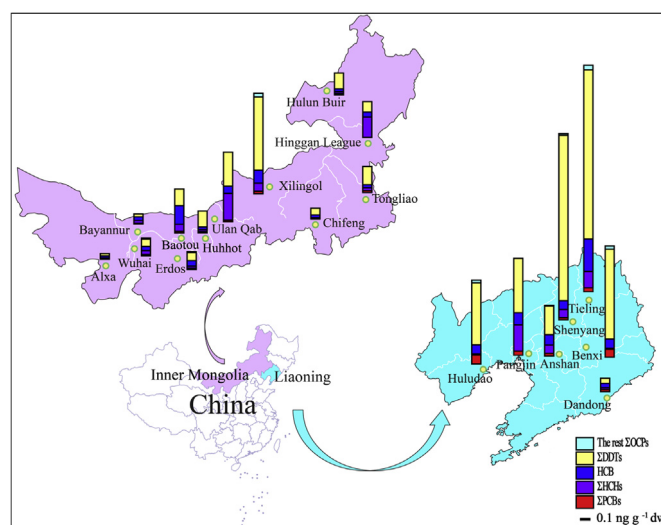 Hulun Buir
Hinggan League
Xilingol
Tongliao
Ulan Qab
Chifeng
Bayannur
Baotou
Huhhot
Wuhai
Erdos
Alxa
Tieling
Shenyang
Benxi
Panjin
Anshan
Huludao
Dandong
Inner Mongolia
Liaoning
China
The rest ΣOCPs
ΣDDTs
HCB
ΣHCHs
ΣPCBs
0.1 ng g⁻¹ dw